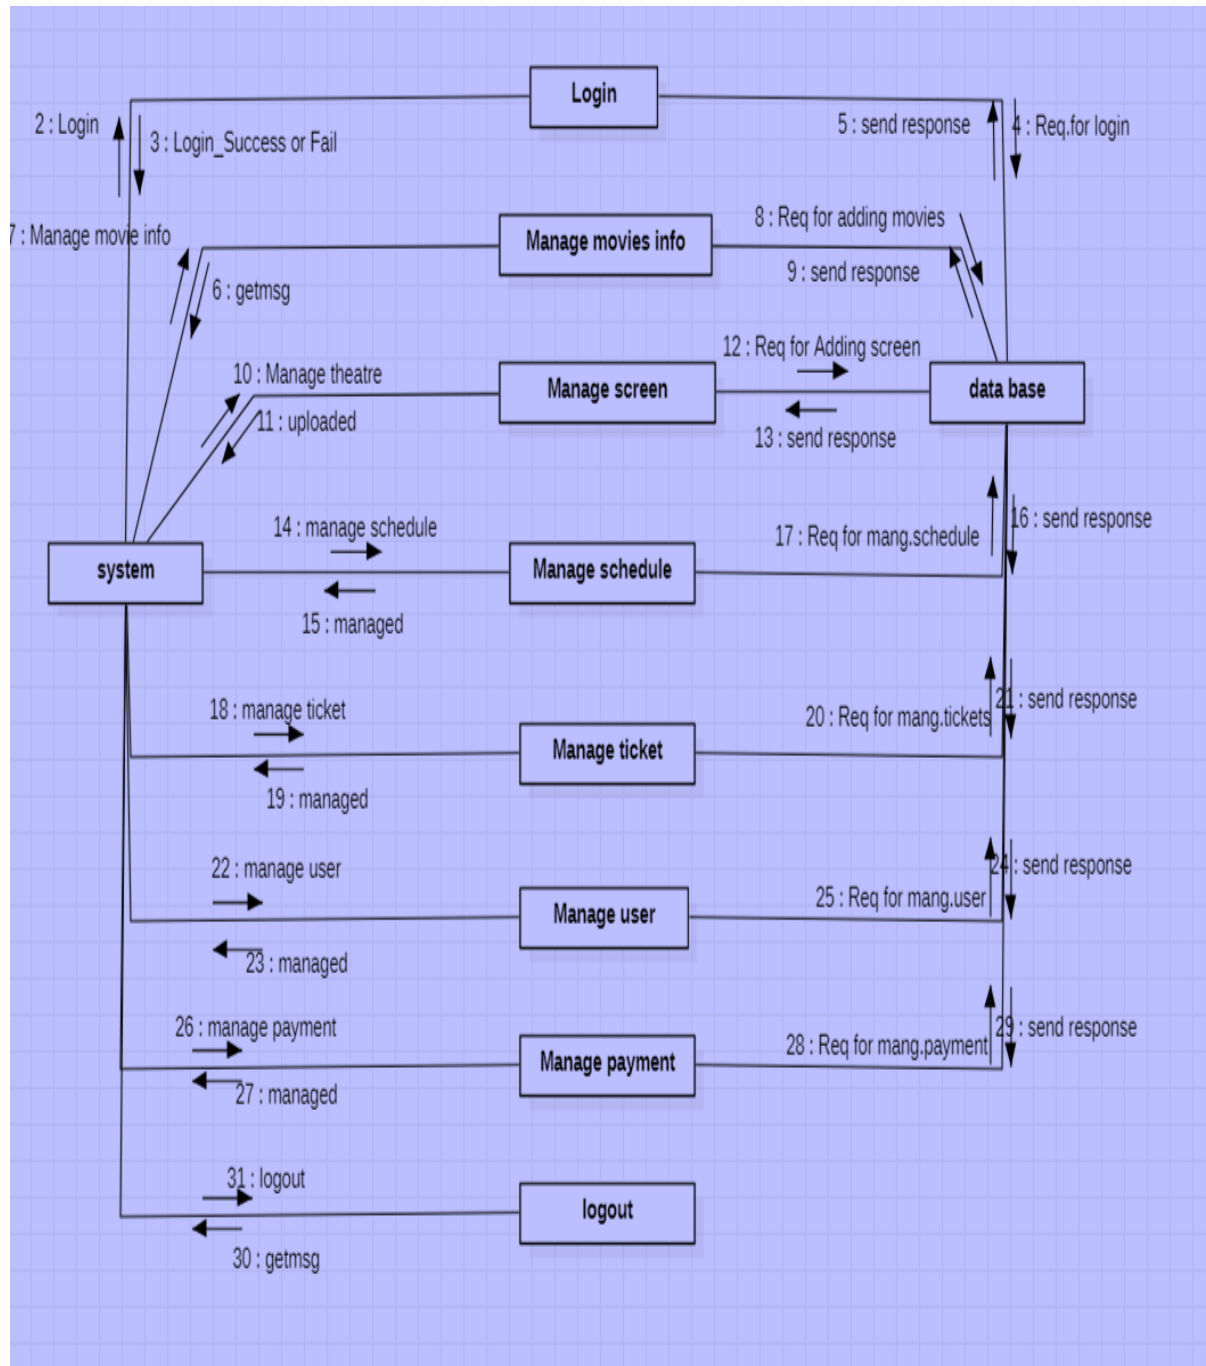 Login
2 : Login
3 : Login_Success or Fail
5 : send response
4 : Req.for login
7 : Manage movie info
Manage movies info
8 : Req for adding movies
9 : send response
6 : getmsg
12 : Req for Adding screen
10 : Manage theatre
Manage screen
data base
11 : uploaded
13 : send response
14 : manage schedule
17 : Req for mang.schedule
16 : send response
system
Manage schedule
15 : managed
18 : manage ticket
20 : Req for mang.tickets
21 : send response
Manage ticket
19 : managed
22 : manage user
24 : send response
25 : Req for mang.user
Manage user
23 : managed
26 : manage payment
28 : Req for mang.payment
29 : send response
Manage payment
27 : managed
31 : logout
logout
30 : getmsg